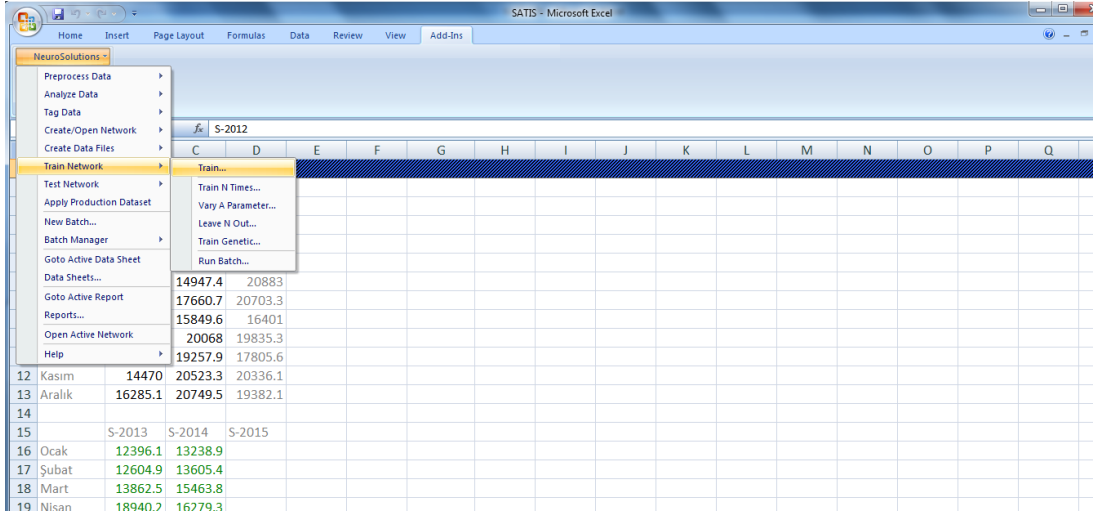 SATIS - Microsoft Excel
Home Insert Page Layout Formulas Data Review View Add-Ins
NeuroSolutions
Preprocess Data
Analyze Data
Tag Data
Create/Open Network
Create Data Files
Train Network
Test Network
Apply Production Dataset
New Batch...
Batch Manager
Goto Active Data Sheet
Data Sheets...
Goto Active Report
Reports...
Open Active Network
Help
Train...
Train N Times...
Vary A Parameter...
Leave N Out...
Train Genetic...
Run Batch...
fx S-2012
C D E F G H I J K L M N O P Q
14947.4 20883
17660.7 20703.3
15849.6 16401
20068 19835.3
19257.9 17805.6
12 Kasım 14470 20523.3 20336.1
13 Aralık 16285.1 20749.5 19382.1
14
15 S-2013 S-2014 S-2015
16 Ocak 12396.1 13238.9
17 Şubat 12604.9 13605.4
18 Mart 13862.5 15463.8
19 Nisan 18940.2 16279.3